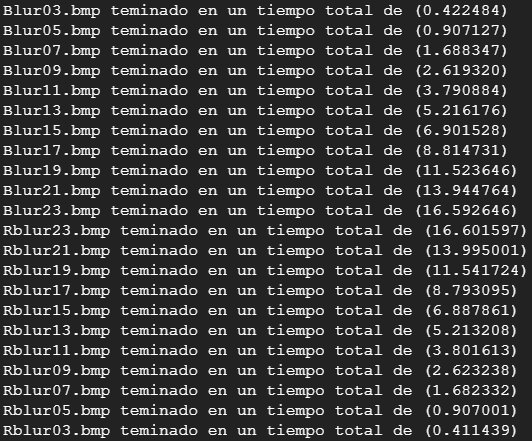 Blur03.bmp teminado en un tiempo total de (0.422484)
Blur05.bmp teminado en un tiempo total de (0.907127)
Blur07.bmp teminado en un tiempo total de (1.688347)
Blur09.bmp teminado en un tiempo total de (2.619320)
Blur11.bmp teminado en un tiempo total de (3.790884)
Blur13.bmp teminado en un tiempo total de (5.216176)
Blur15.bmp teminado en un tiempo total de (6.901528)
Blur17.bmp teminado en un tiempo total de (8.814731)
Blur19.bmp teminado en un tiempo total de (11.523646)
Blur21.bmp teminado en un tiempo total de (13.944764)
Blur23.bmp teminado en un tiempo total de (16.592646)
Rblur23.bmp teminado en un tiempo total de (16.601597)
Rblur21.bmp teminado en un tiempo total de (13.995001)
Rblur19.bmp teminado en un tiempo total de (11.541724)
Rblur17.bmp teminado en un tiempo total de (8.793095)
Rblur15.bmp teminado en un tiempo total de (6.887861)
Rblur13.bmp teminado en un tiempo total de (5.213208)
Rblur11.bmp teminado en un tiempo total de (3.801613)
Rblur09.bmp teminado en un tiempo total de (2.623238)
Rblur07.bmp teminado en un tiempo total de (1.682332)
Rblur05.bmp teminado en un tiempo total de (0.907001)
Rblur03.bmp teminado en un tiempo total de (0.411439)